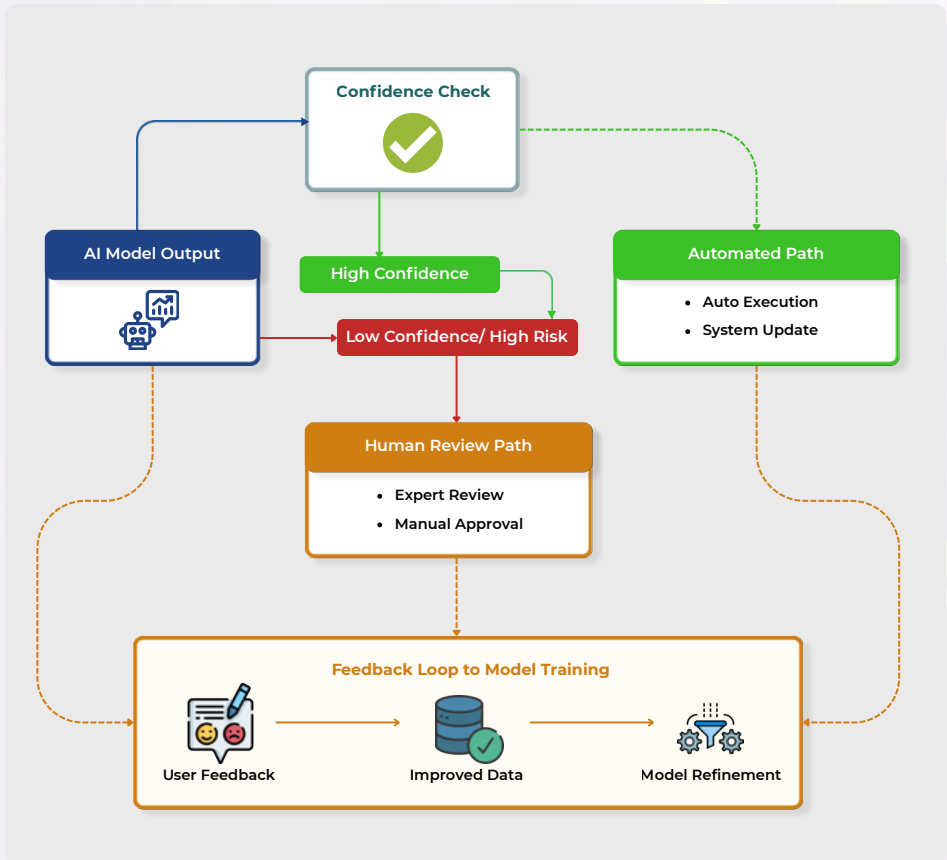 Confidence Check
AI Model Output
High Confidence
Low Confidence/ High Risk
Automated Path
• Auto Execution
• System Update
Human Review Path
• Expert Review
• Manual Approval
Feedback Loop to Model Training
User Feedback
Improved Data
Model Refinement